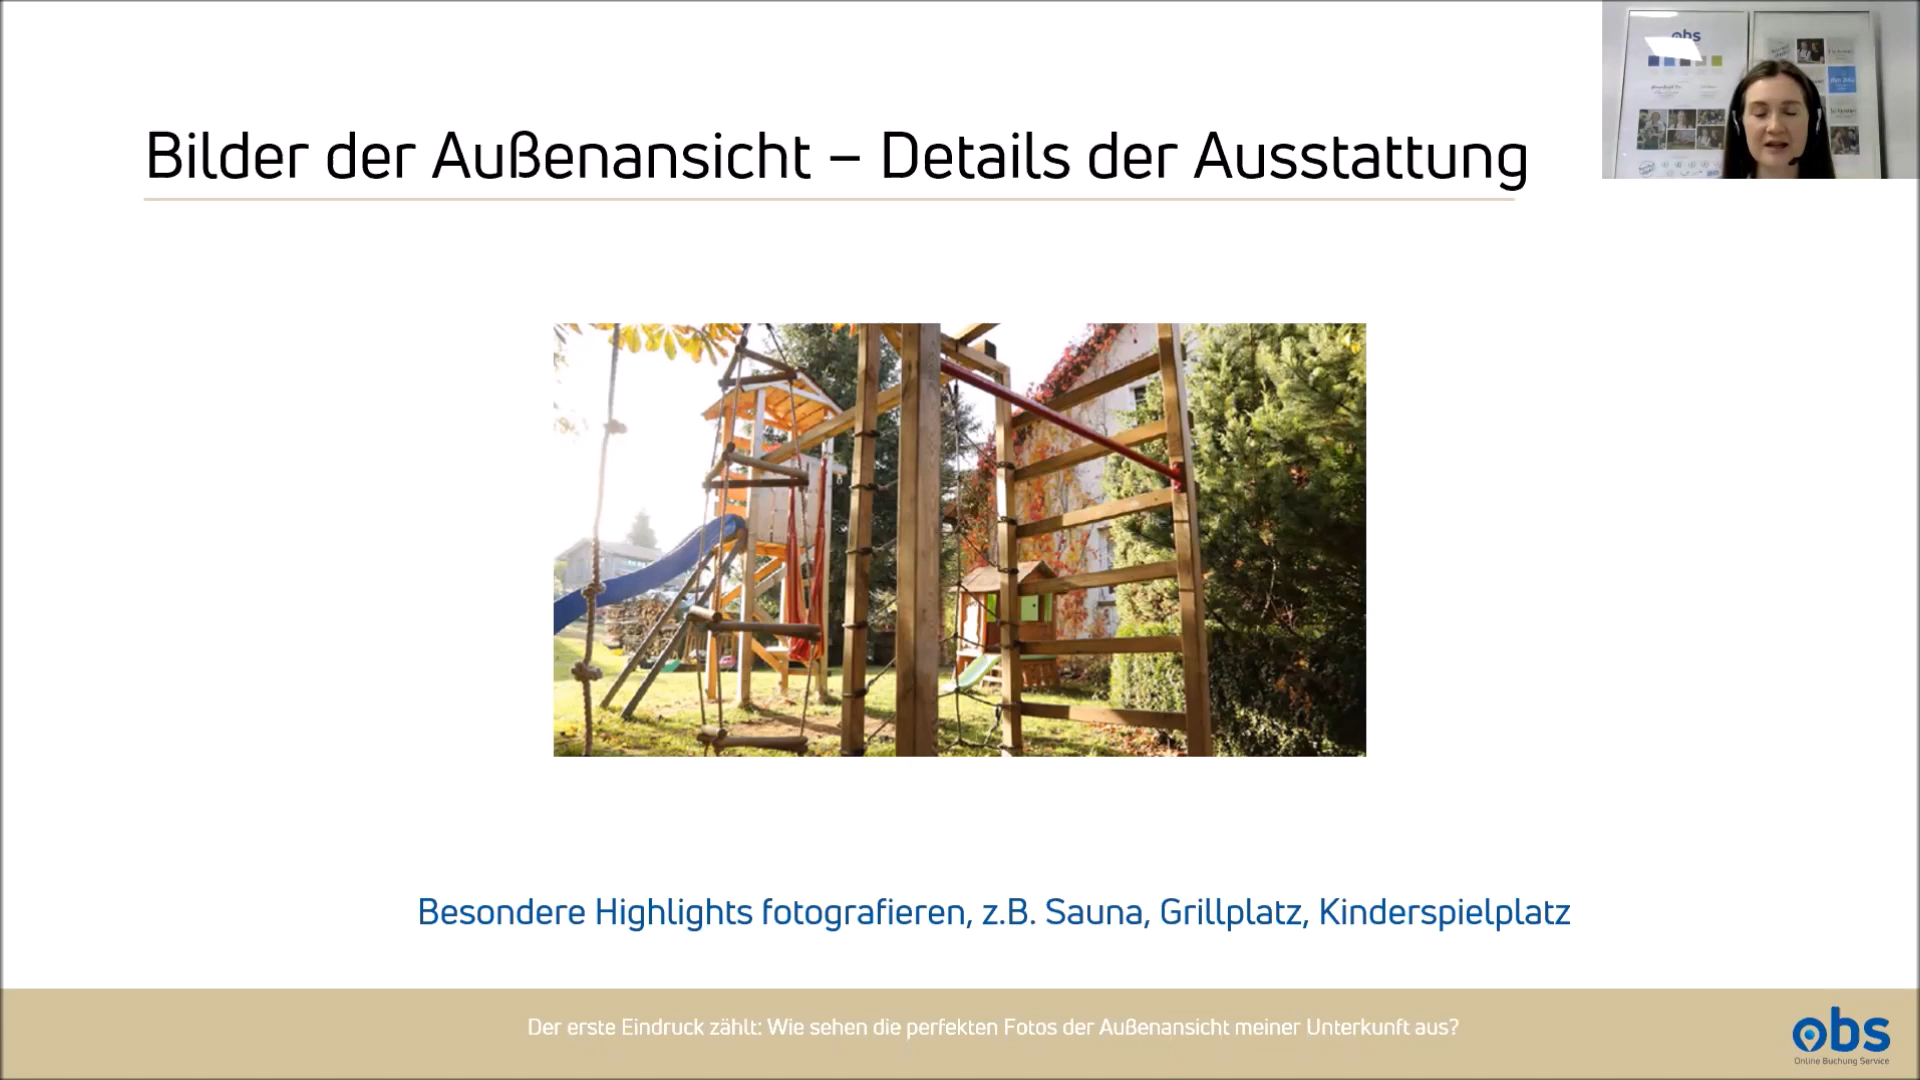 obs
Bilder der Außenansicht – Details der Ausstattung
Besondere Highlights fotografieren, z.B. Sauna, Grillplatz, Kinderspielplatz
Der erste Eindruck zählt: Wie sehen die perfekten Fotos der Außenansicht meiner Unterkunft aus?
obs
Online Buchung Service